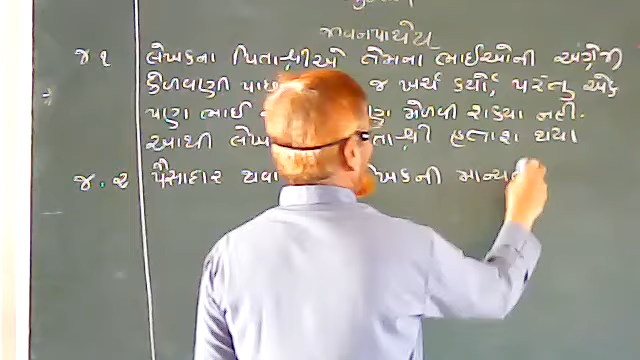 જીવનપાથેય
જ ૧ લેખકના પિતાશ્રીએ તેમના ભાઈઓની અંગ્રેજી
કેળવણી પાછ જ ખર્ચ કર્યો, પરંતુ એક
પણ ભાઈ ણા મેળવી શક્યા નહી.
આથી લેખ તાશ્રી હતાશ થયા
જ.૨ પૈસાદાર થવા ેખકની માન્યત